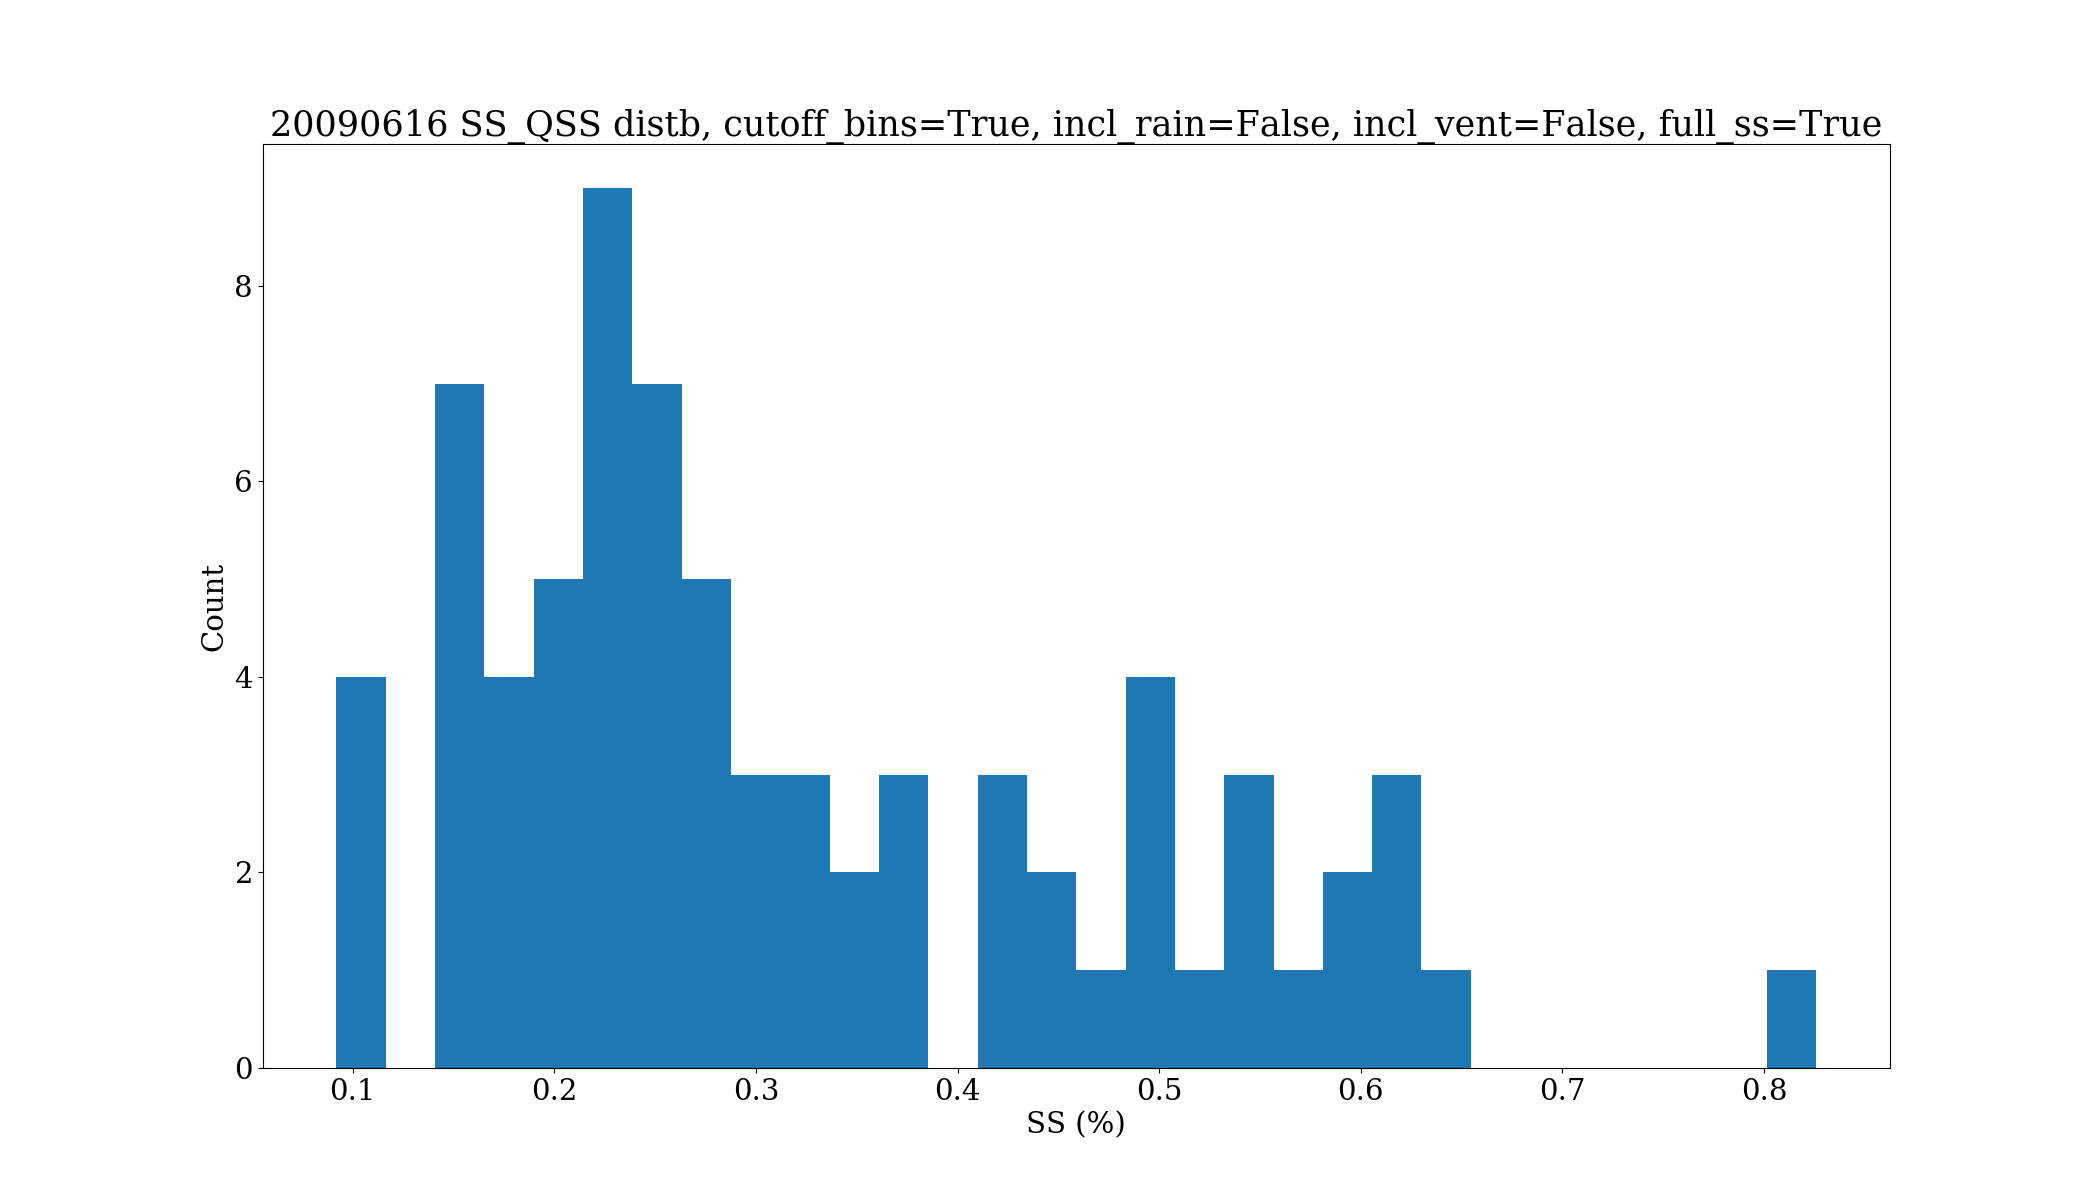 20090616 SS_QSS distb, cutoff_bins=True, incl_rain=False, incl_vent=False, full_ss=True
8
6
4
2
0
Count
0.1 0.2 0.3 0.4 0.5 0.6 0.7 0.8
SS (%)